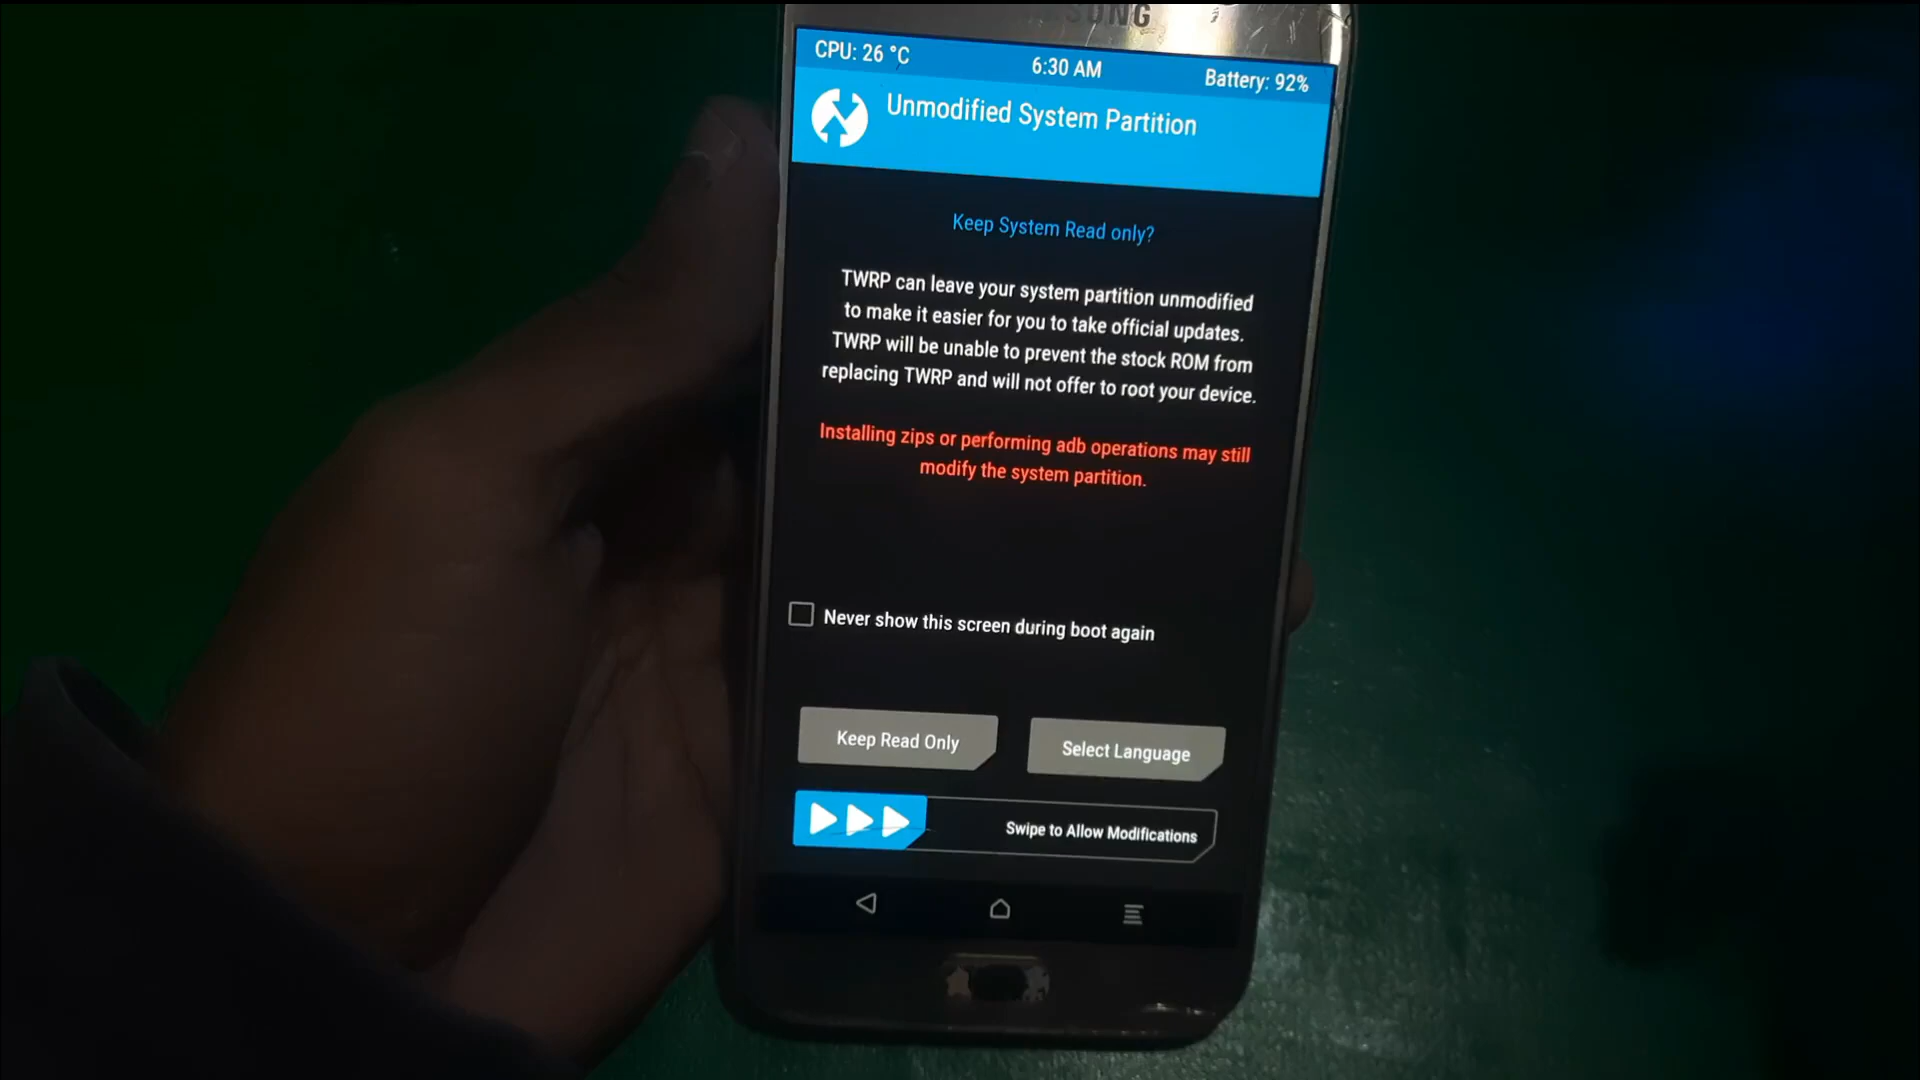 CPU: 26 °C
6:30 AM
Battery: 92%
Unmodified System Partition
Keep System Read only?
TWRP can leave your system partition unmodified
to make it easier for you to take official updates.
TWRP will be unable to prevent the stock ROM from
replacing TWRP and will not offer to root your device.
Installing zips or performing adb operations may still
modify the system partition.
Never show this screen during boot again
Keep Read Only
Select Language
Swipe to Allow Modifications